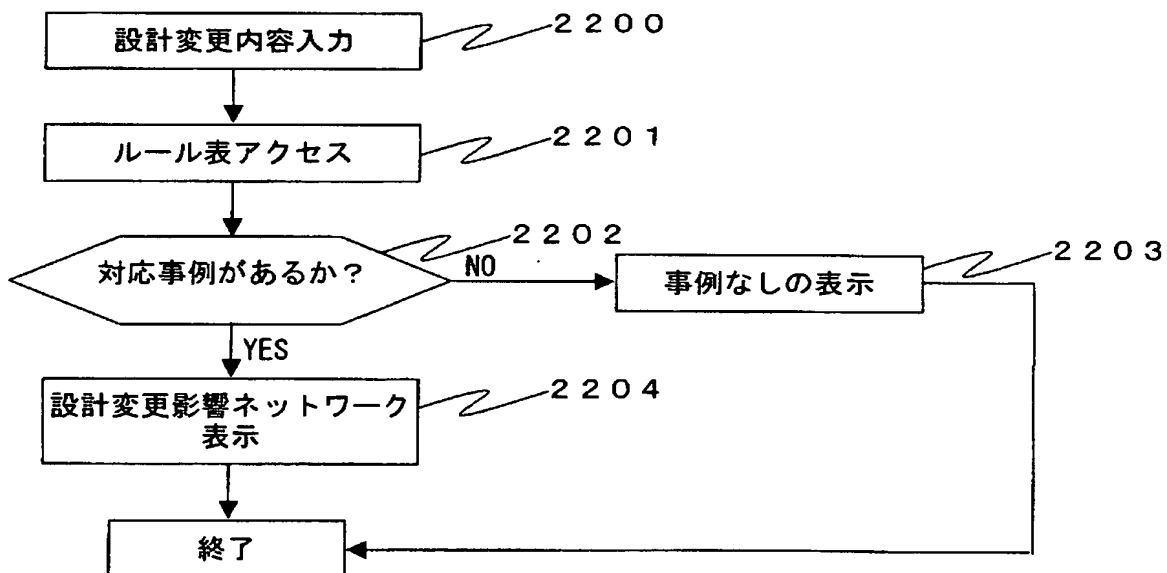 設計変更内容入力
2200
ルール表アクセス
2201
対応事例があるか?
2202
NO
事例なしの表示
2203
YES
設計変更影響ネットワーク
表示
2204
終了